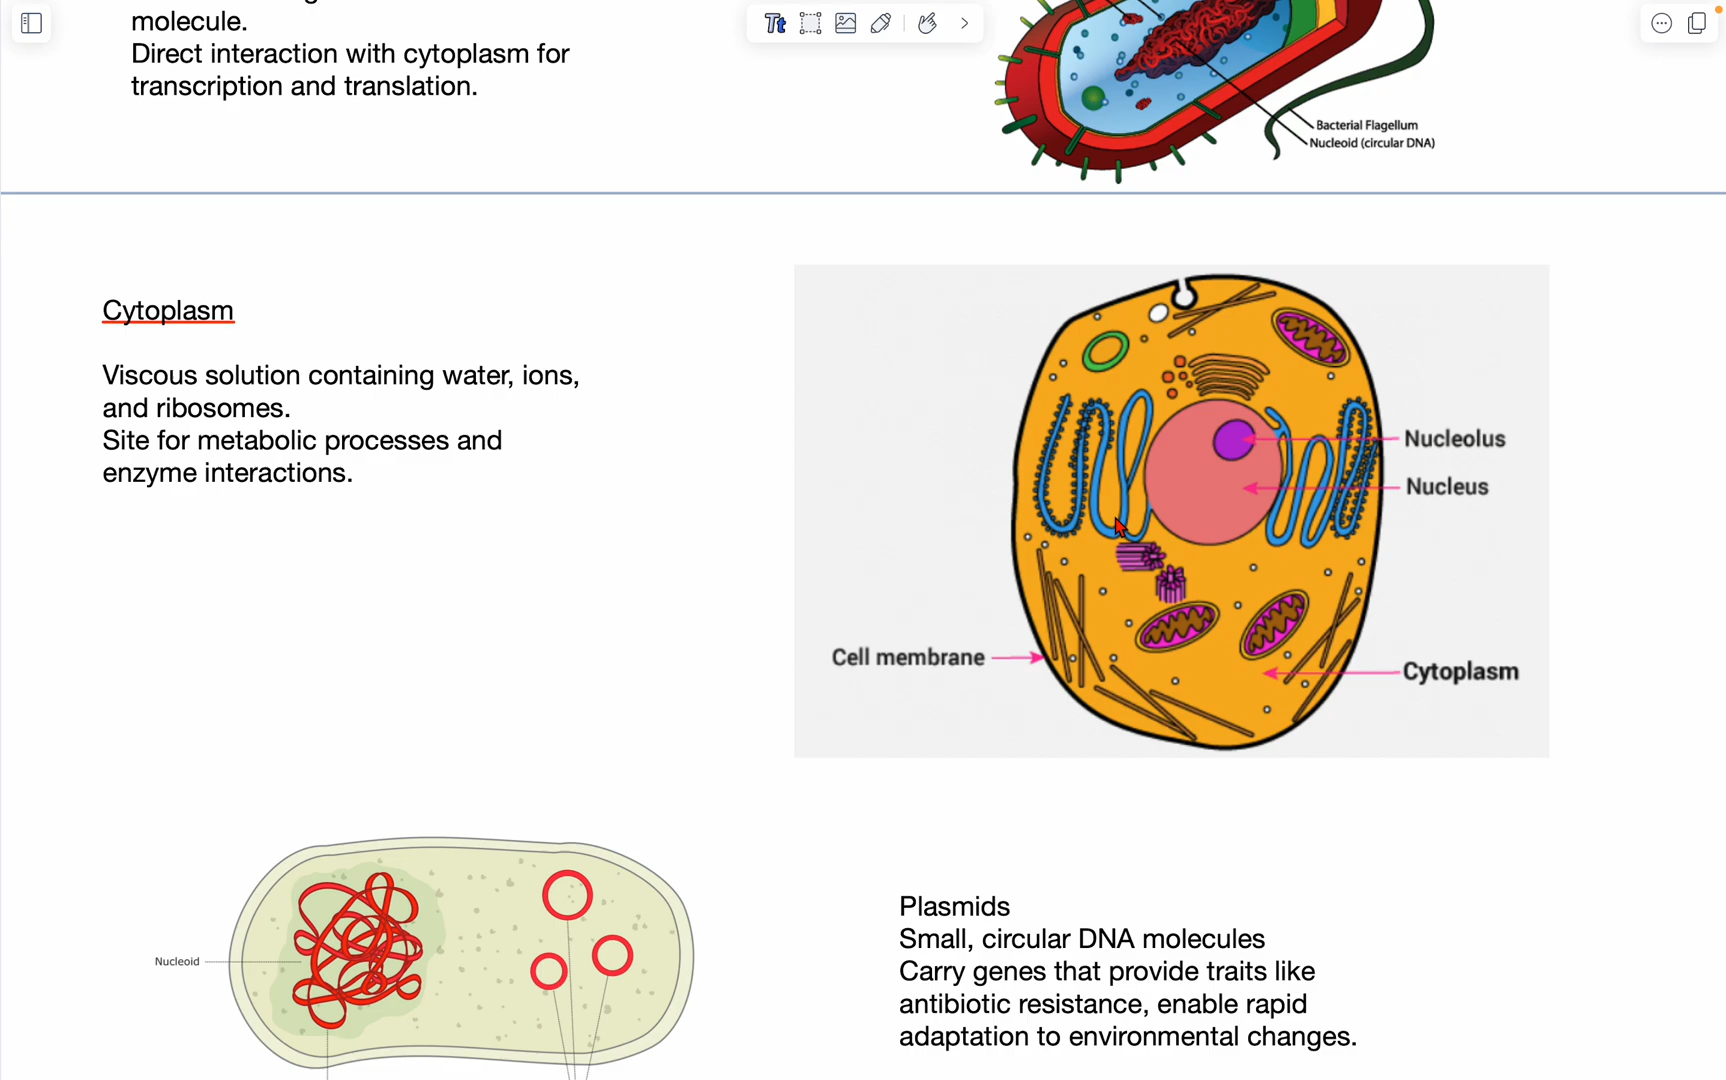 molecule.
Direct interaction with cytoplasm for
transcription and translation.
Tt
Bacterial Flagellum
Nucleoid (circular DNA)
Cytoplasm
Viscous solution containing water, ions,
and ribosomes.
Site for metabolic processes and
enzyme interactions.
Nucleolus
Nucleus
Cell membrane
Cytoplasm
Nucleoid
Plasmids
Small, circular DNA molecules
Carry genes that provide traits like
antibiotic resistance, enable rapid
adaptation to environmental changes.